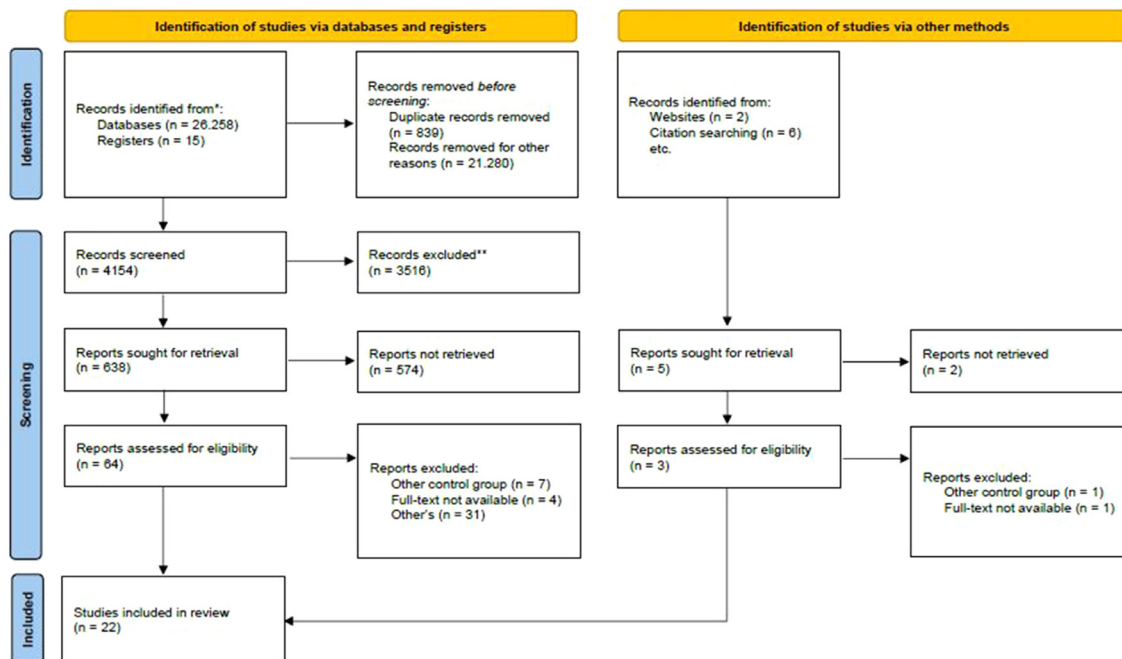 Identification of studies via databases and registers
Identification of studies via other methods
Identification
Records identified from*:
Databases (n = 26.258)
Registers (n = 15)
Records removed before
screening:
Duplicate records removed
(n = 839)
Records removed for other
reasons (n = 21.280)
Records identified from:
Websites (n = 2)
Citation searching (n = 6)
etc.
Screening
Records screened
(n = 4154)
Records excluded**
(n = 3516)
Reports sought for retrieval
(n = 638)
Reports not retrieved
(n = 574)
Reports sought for retrieval
(n = 5)
Reports not retrieved
(n = 2)
Reports assessed for eligibility
(n = 64)
Reports excluded:
Other control group (n = 7)
Full-text not available (n = 4)
Other's (n = 31)
Reports assessed for eligibility
(n = 3)
Reports excluded:
Other control group (n = 1)
Full-text not available (n = 1)
Included
Studies included in review
(n = 22)